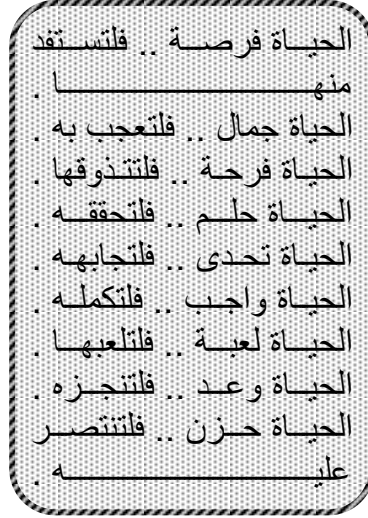 الحياة فرصة .. فلتستفد
منها .
الحياة جمال .. فلتعجب به .
الحياة فرحة .. فلتتذوقها .
الحياة حلم .. فلتحققه .
الحياة تحدى .. فلتجابهه .
الحياة واجب .. فلتكمله .
الحياة لعبة .. فلتلعبها .
الحياة وعد .. فلتنجزه .
الحياة حزن .. فلتنتصر
عليه .